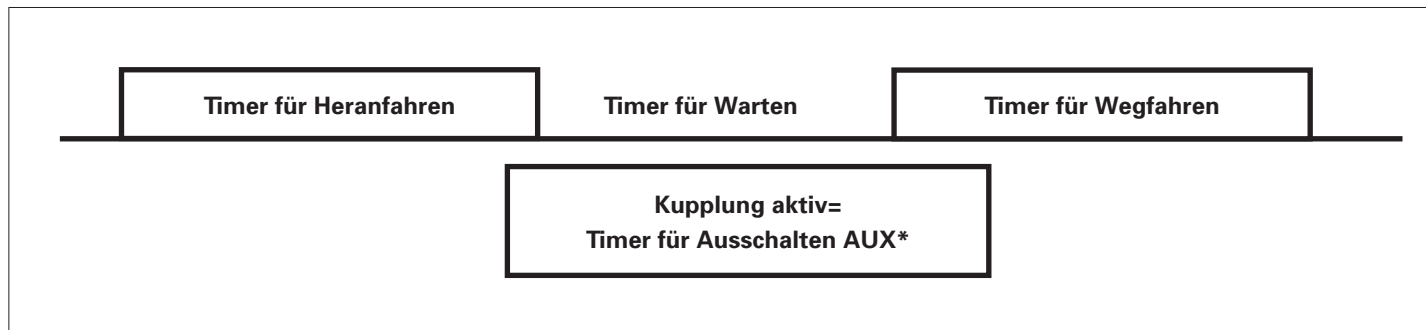 Timer für Heranfahren
Timer für Warten
Timer für Wegfahren
Kupplung aktiv=
Timer für Ausschalten AUX*